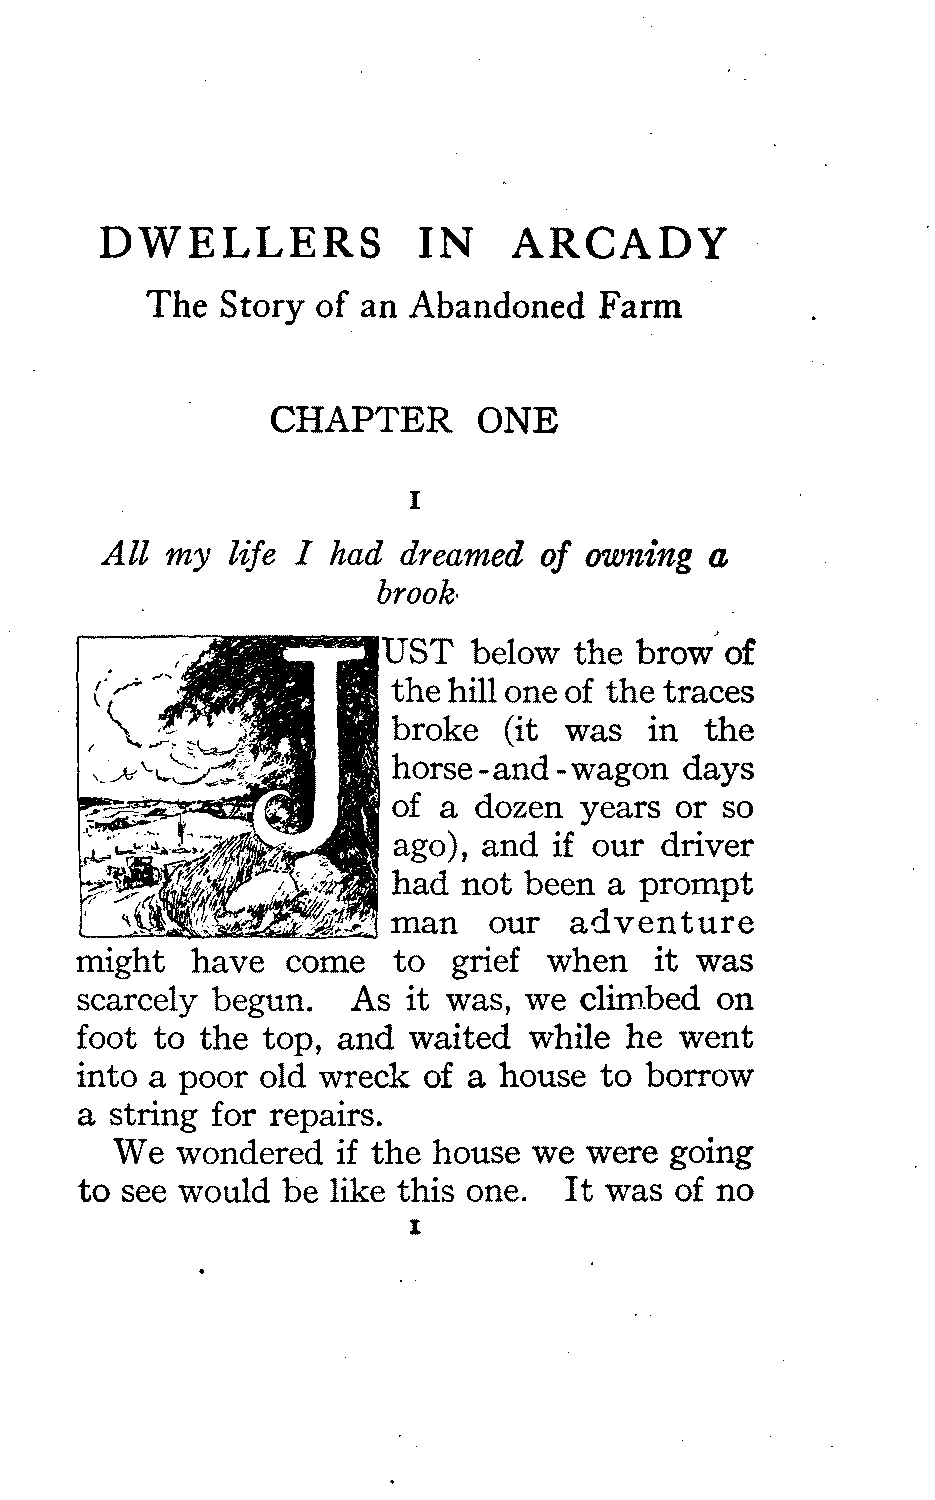 DWELLERS IN ARCADY
The Story of an Abandoned Farm
CHAPTER ONE
I
All my life I had dreamed of owning a
brook
JUST below the brow of
the hill one of the traces
broke (it was in the
horse-and-wagon days
of a dozen years or so
ago), and if our driver
had not been a prompt
man our adventure
might have come to grief when it was
scarcely begun. As it was, we climbed on
foot to the top, and waited while he went
into a poor old wreck of a house to borrow
a string for repairs.
We wondered if the house we were going
to see would be like this one. It was of no
1